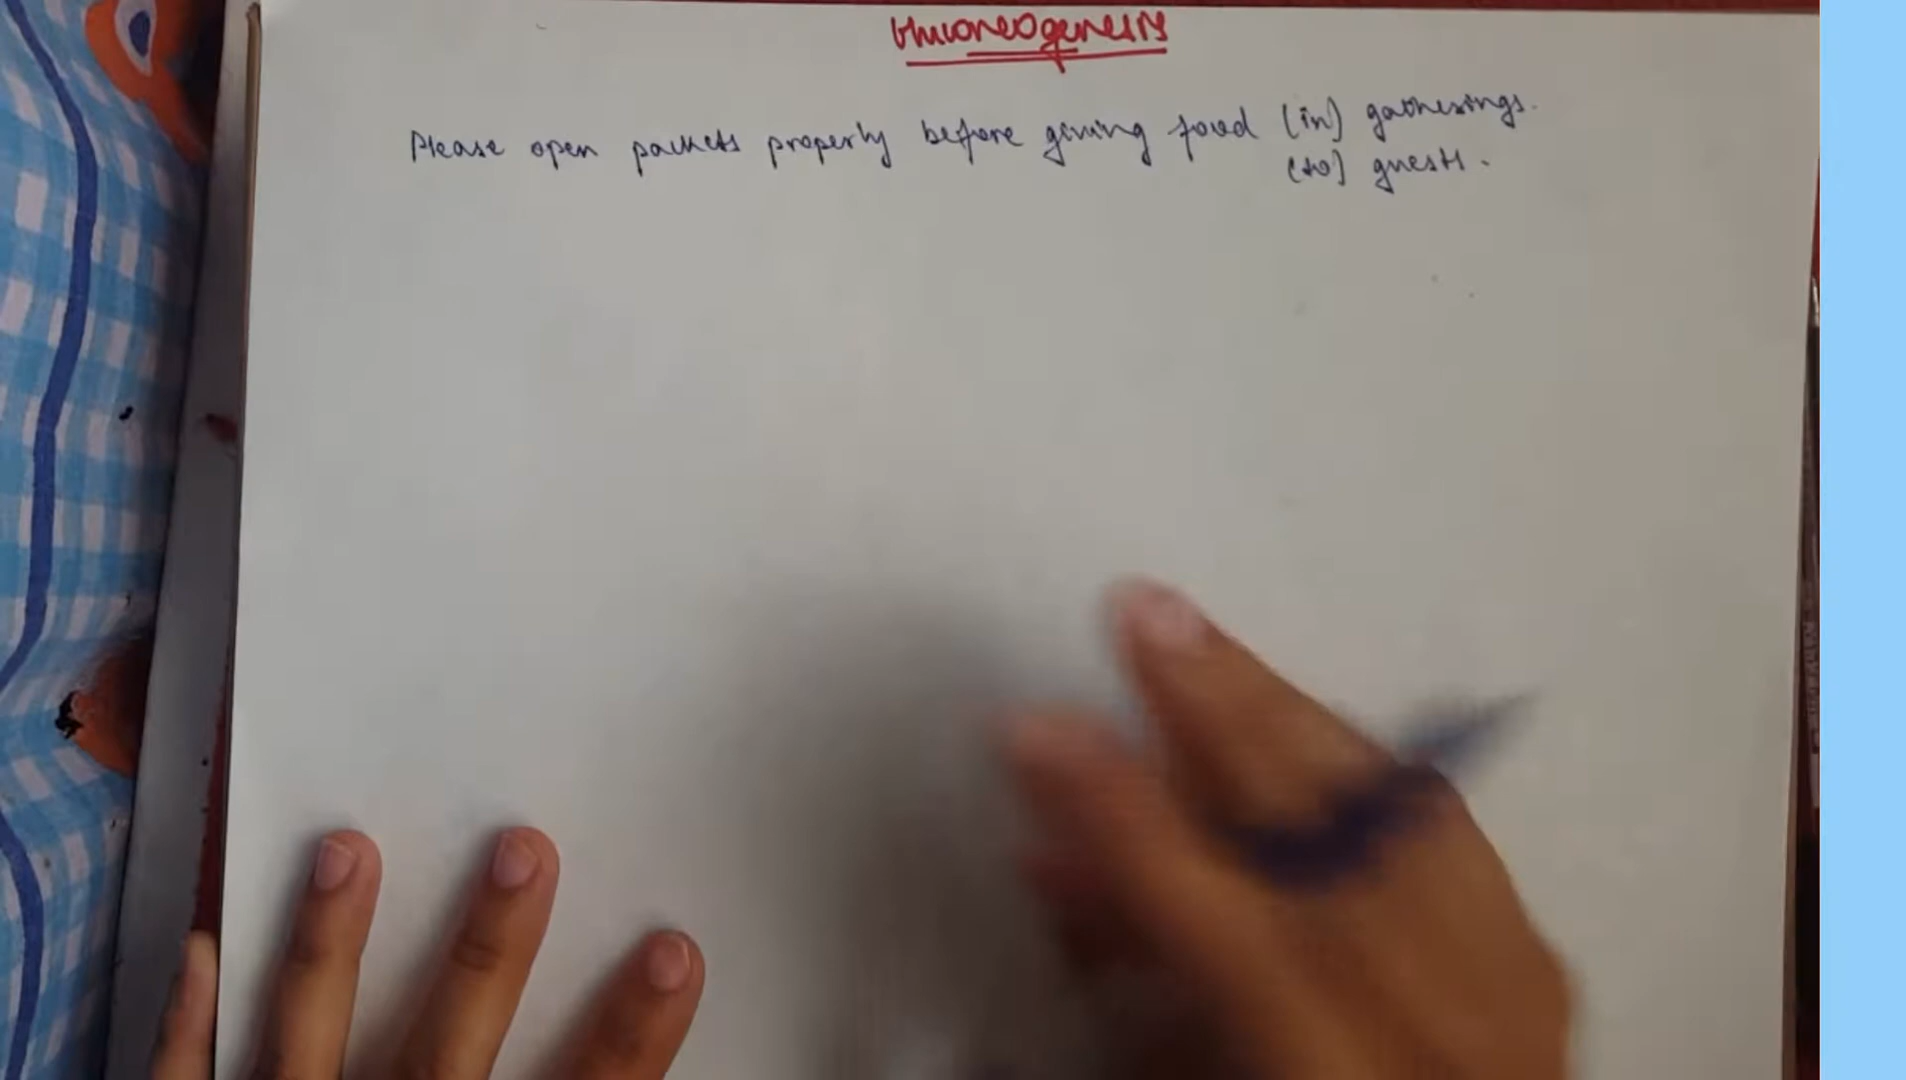 Gluconeogenesis
Please open packets properly before giving food (in) gatherings.
(to) guests.